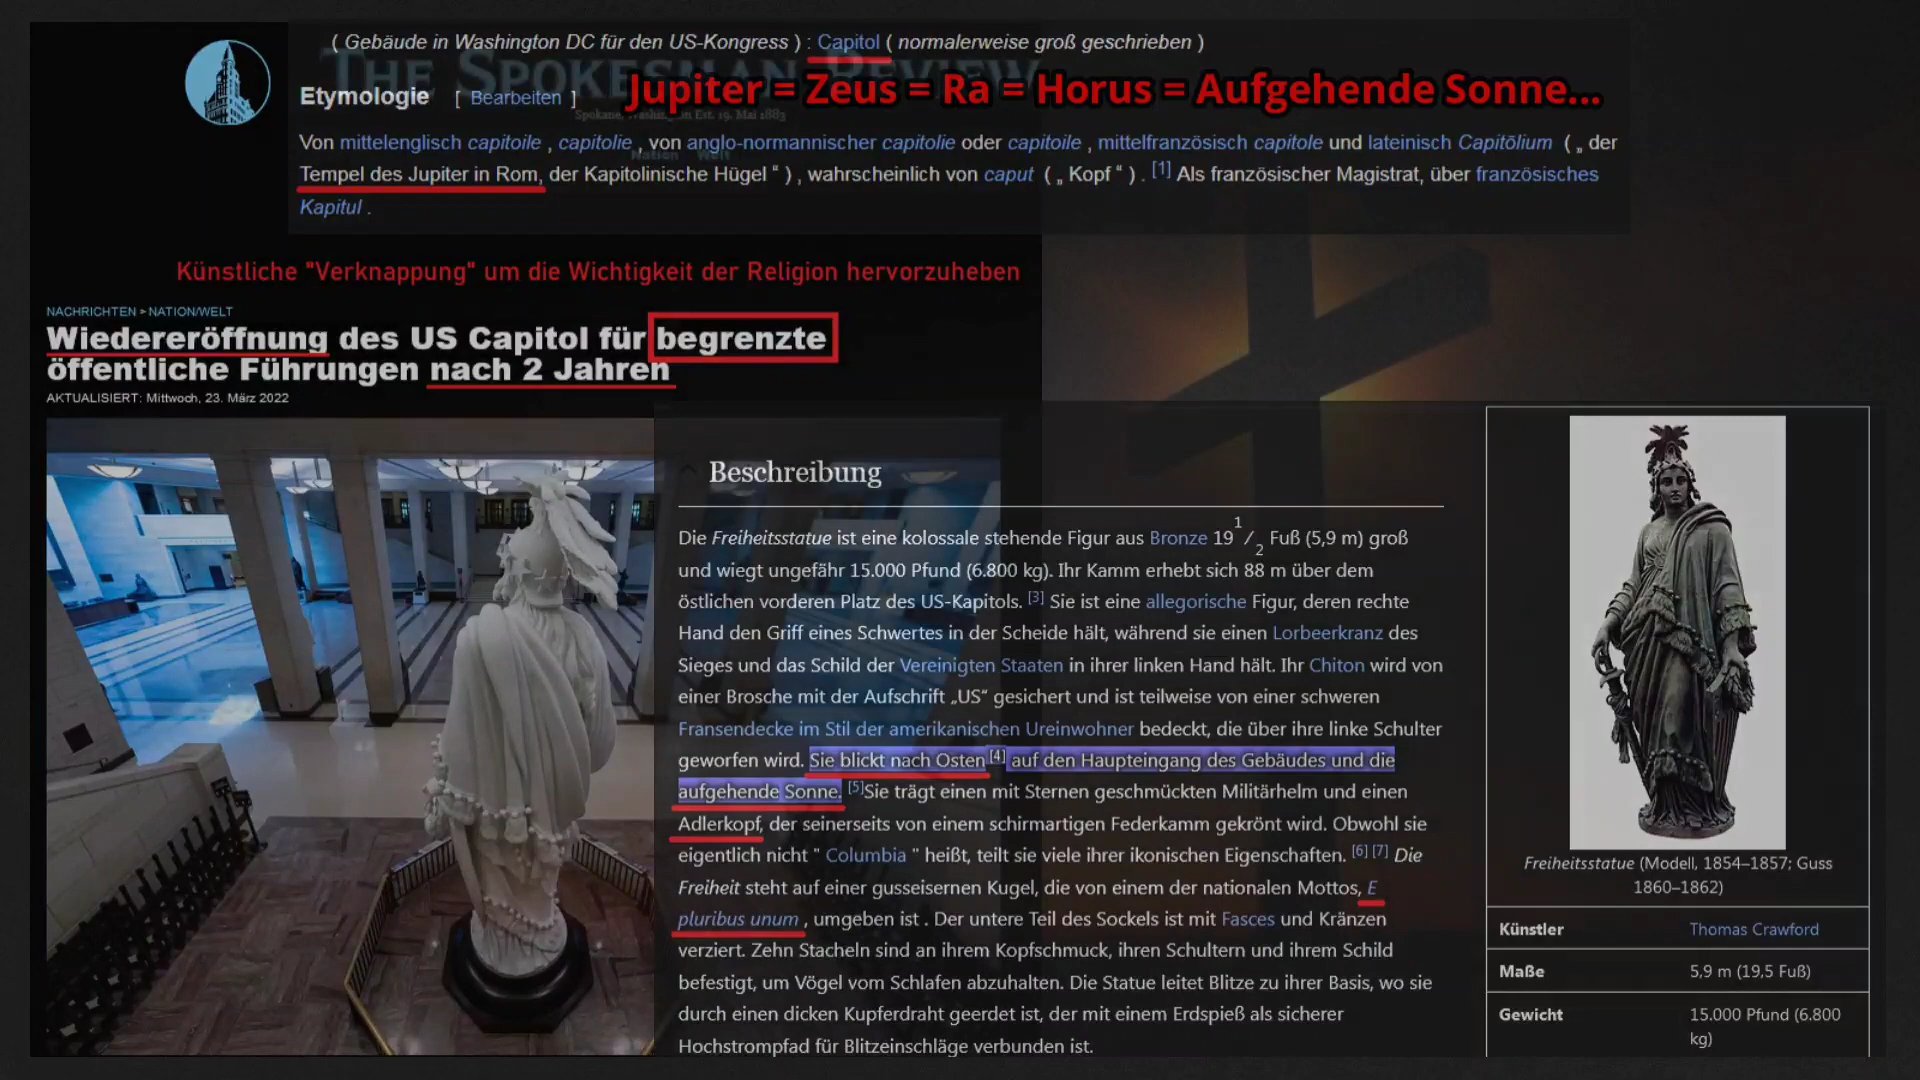 ( Gebäude in Washington DC für den US-Kongress ) : Capitol ( normalerweise groß geschrieben )
THE SPOKESMAN REVIEW
Jupiter = Zeus = Ra = Horus = Aufgehende Sonne...
Etymologie [ Bearbeiten ]
Spokane, Washington Est. 19. Mai 1883
Von mittelenglisch capitoile , capitolie , von anglo-normannischer capitolie oder capitoile , mittelfranzösisch capitole und lateinisch Capitōlium ( „ der
Nation Welt
Tempel des Jupiter in Rom, der Kapitolinische Hügel “ ) , wahrscheinlich von caput ( „ Kopf “ ) . [1] Als französischer Magistrat, über französisches
Kapitul .
Künstliche "Verknappung" um die Wichtigkeit der Religion hervorzuheben
NACHRICHTEN > NATION/WELT
Wiedereröffnung des US Capitol für begrenzte
öffentliche Führungen nach 2 Jahren
AKTUALISIERT: Mittwoch, 23. März 2022
Beschreibung
Die Freiheitsstatue ist eine kolossale stehende Figur aus Bronze 19 1/2 Fuß (5,9 m) groß
und wiegt ungefähr 15.000 Pfund (6.800 kg). Ihr Kamm erhebt sich 88 m über dem
östlichen vorderen Platz des US-Kapitols. [3] Sie ist eine allegorische Figur, deren rechte
Hand den Griff eines Schwertes in der Scheide hält, während sie einen Lorbeerkranz des
Sieges und das Schild der Vereinigten Staaten in ihrer linken Hand hält. Ihr Chiton wird von
einer Brosche mit der Aufschrift „US“ gesichert und ist teilweise von einer schweren
Fransendecke im Stil der amerikanischen Ureinwohner bedeckt, die über ihre linke Schulter
geworfen wird. Sie blickt nach Osten [4] auf den Haupteingang des Gebäudes und die
aufgehende Sonne. [5]Sie trägt einen mit Sternen geschmückten Militärhelm und einen
Adlerkopf, der seinerseits von einem schirmartigen Federkamm gekrönt wird. Obwohl sie
eigentlich nicht " Columbia " heißt, teilt sie viele ihrer ikonischen Eigenschaften. [6] [7] Die
Freiheit steht auf einer gusseisernen Kugel, die von einem der nationalen Mottos, E
pluribus unum , umgeben ist . Der untere Teil des Sockels ist mit Fasces und Kränzen
verziert. Zehn Stacheln sind an ihrem Kopfschmuck, ihren Schultern und ihrem Schild
befestigt, um Vögel vom Schlafen abzuhalten. Die Statue leitet Blitze zu ihrer Basis, wo sie
durch einen dicken Kupferdraht geerdet ist, der mit einem Erdspieß als sicherer
Hochstrompfad für Blitzeinschläge verbunden ist.
Freiheitsstatue (Modell, 1854–1857; Guss
1860–1862)
Künstler Thomas Crawford
Maße 5,9 m (19,5 Fuß)
Gewicht 15.000 Pfund (6.800
kg)